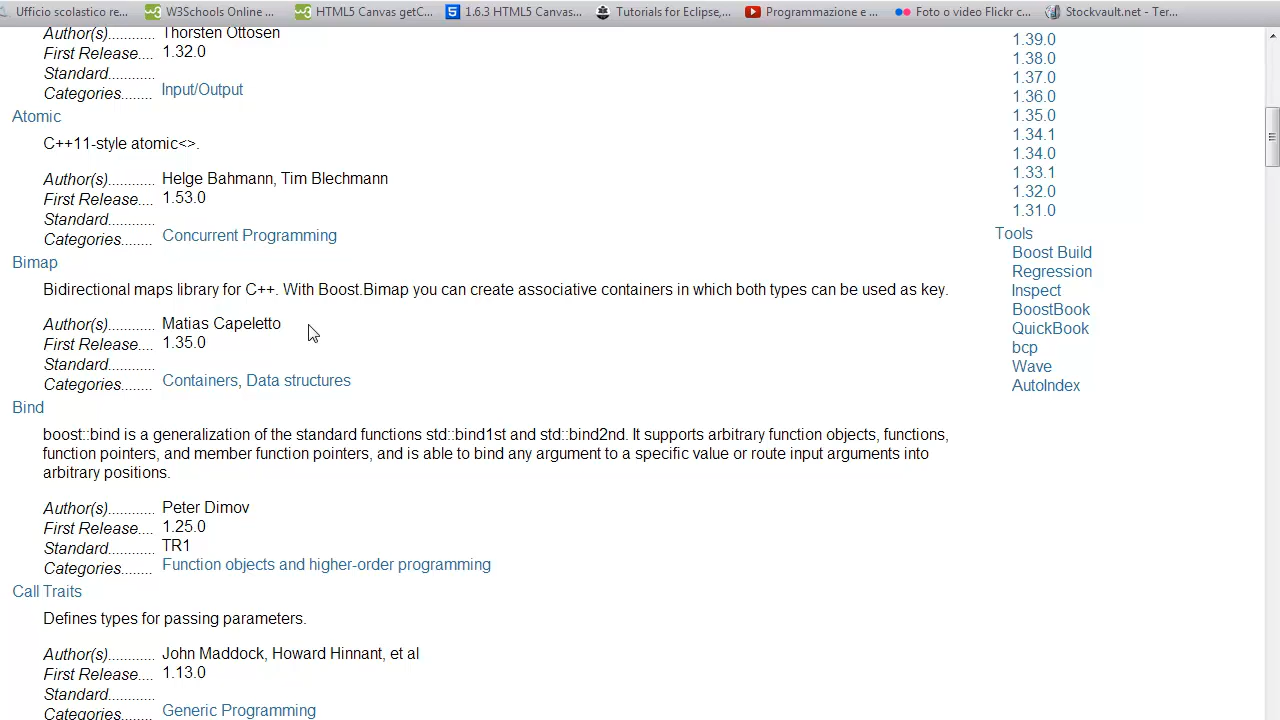 Ufficio scolastico re... W3Schools Online ... HTML5 Canvas getC... 1.6.3 HTML5 Canvas... Tutorials for Eclipse,... Programmazione e ... Foto o video Flickr c... Stockvault.net - Ter...
Author(s)............ Thorsten Ottosen
First Release.... 1.32.0
Standard............
Categories........ Input/Output
Atomic
C++11-style atomic<>.
Author(s)............ Helge Bahmann, Tim Blechmann
First Release.... 1.53.0
Standard............
Categories........ Concurrent Programming
Bimap
Bidirectional maps library for C++. With Boost.Bimap you can create associative containers in which both types can be used as key.
Author(s)............ Matias Capeletto
First Release.... 1.35.0
Standard............
Categories........ Containers, Data structures
Bind
boost::bind is a generalization of the standard functions std::bind1st and std::bind2nd. It supports arbitrary function objects, functions,
function pointers, and member function pointers, and is able to bind any argument to a specific value or route input arguments into
arbitrary positions.
Author(s)............ Peter Dimov
First Release.... 1.25.0
Standard............ TR1
Categories........ Function objects and higher-order programming
Call Traits
Defines types for passing parameters.
Author(s)............ John Maddock, Howard Hinnant, et al
First Release.... 1.13.0
Standard............
Categories........ Generic Programming
1.39.0
1.38.0
1.37.0
1.36.0
1.35.0
1.34.1
1.34.0
1.33.1
1.32.0
1.31.0
Tools
Boost Build
Regression
Inspect
BoostBook
QuickBook
bcp
Wave
AutoIndex